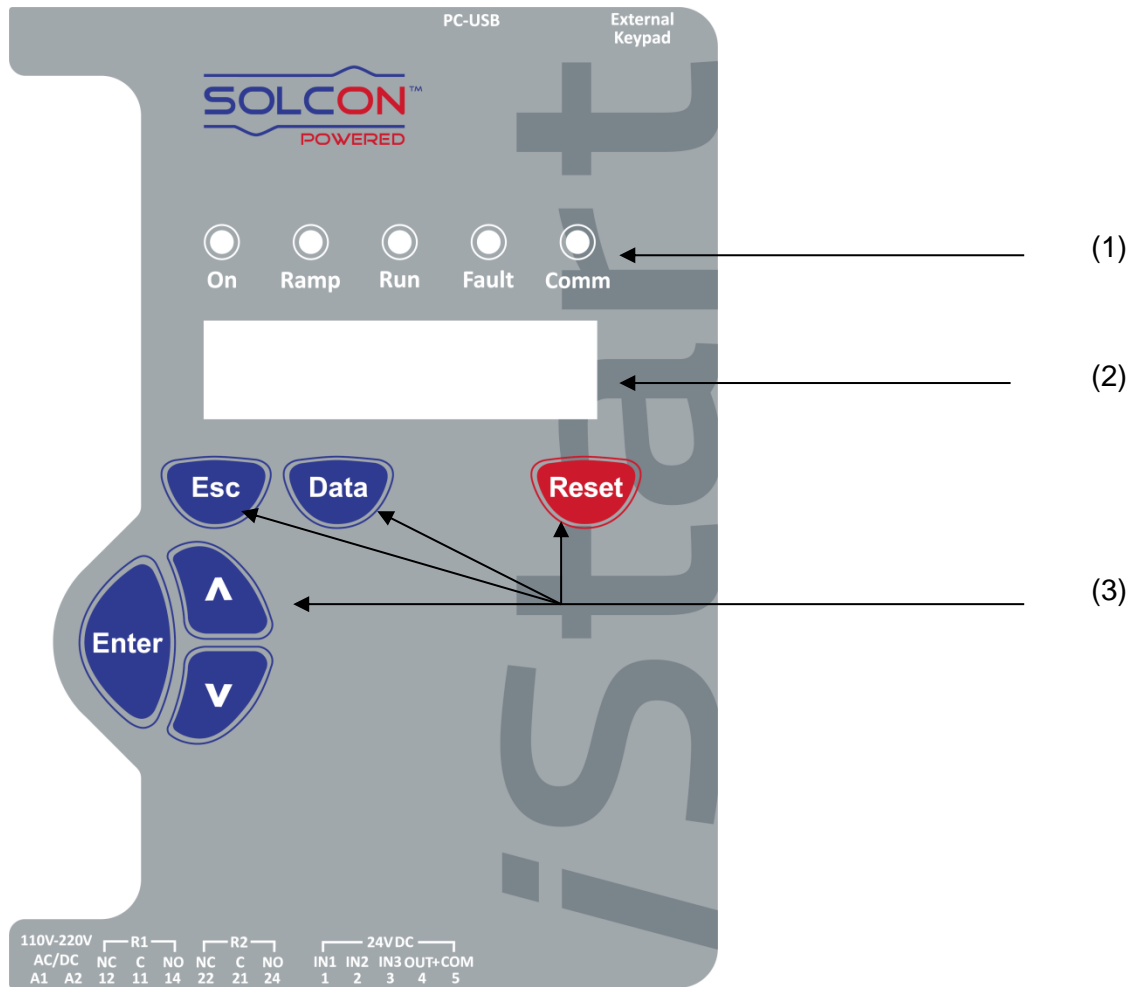 PC-USB
External
Keypad
SOLCON™
POWERED
iStart
On Ramp Run Fault Comm
(1)
(2)
Esc Data Reset
(3)
Enter
110V-220V R1 R2 24V DC
AC/DC NC C NO NC C NO IN1 IN2 IN3 OUT+ COM
A1 A2 12 11 14 22 21 24 1 2 3 4 5